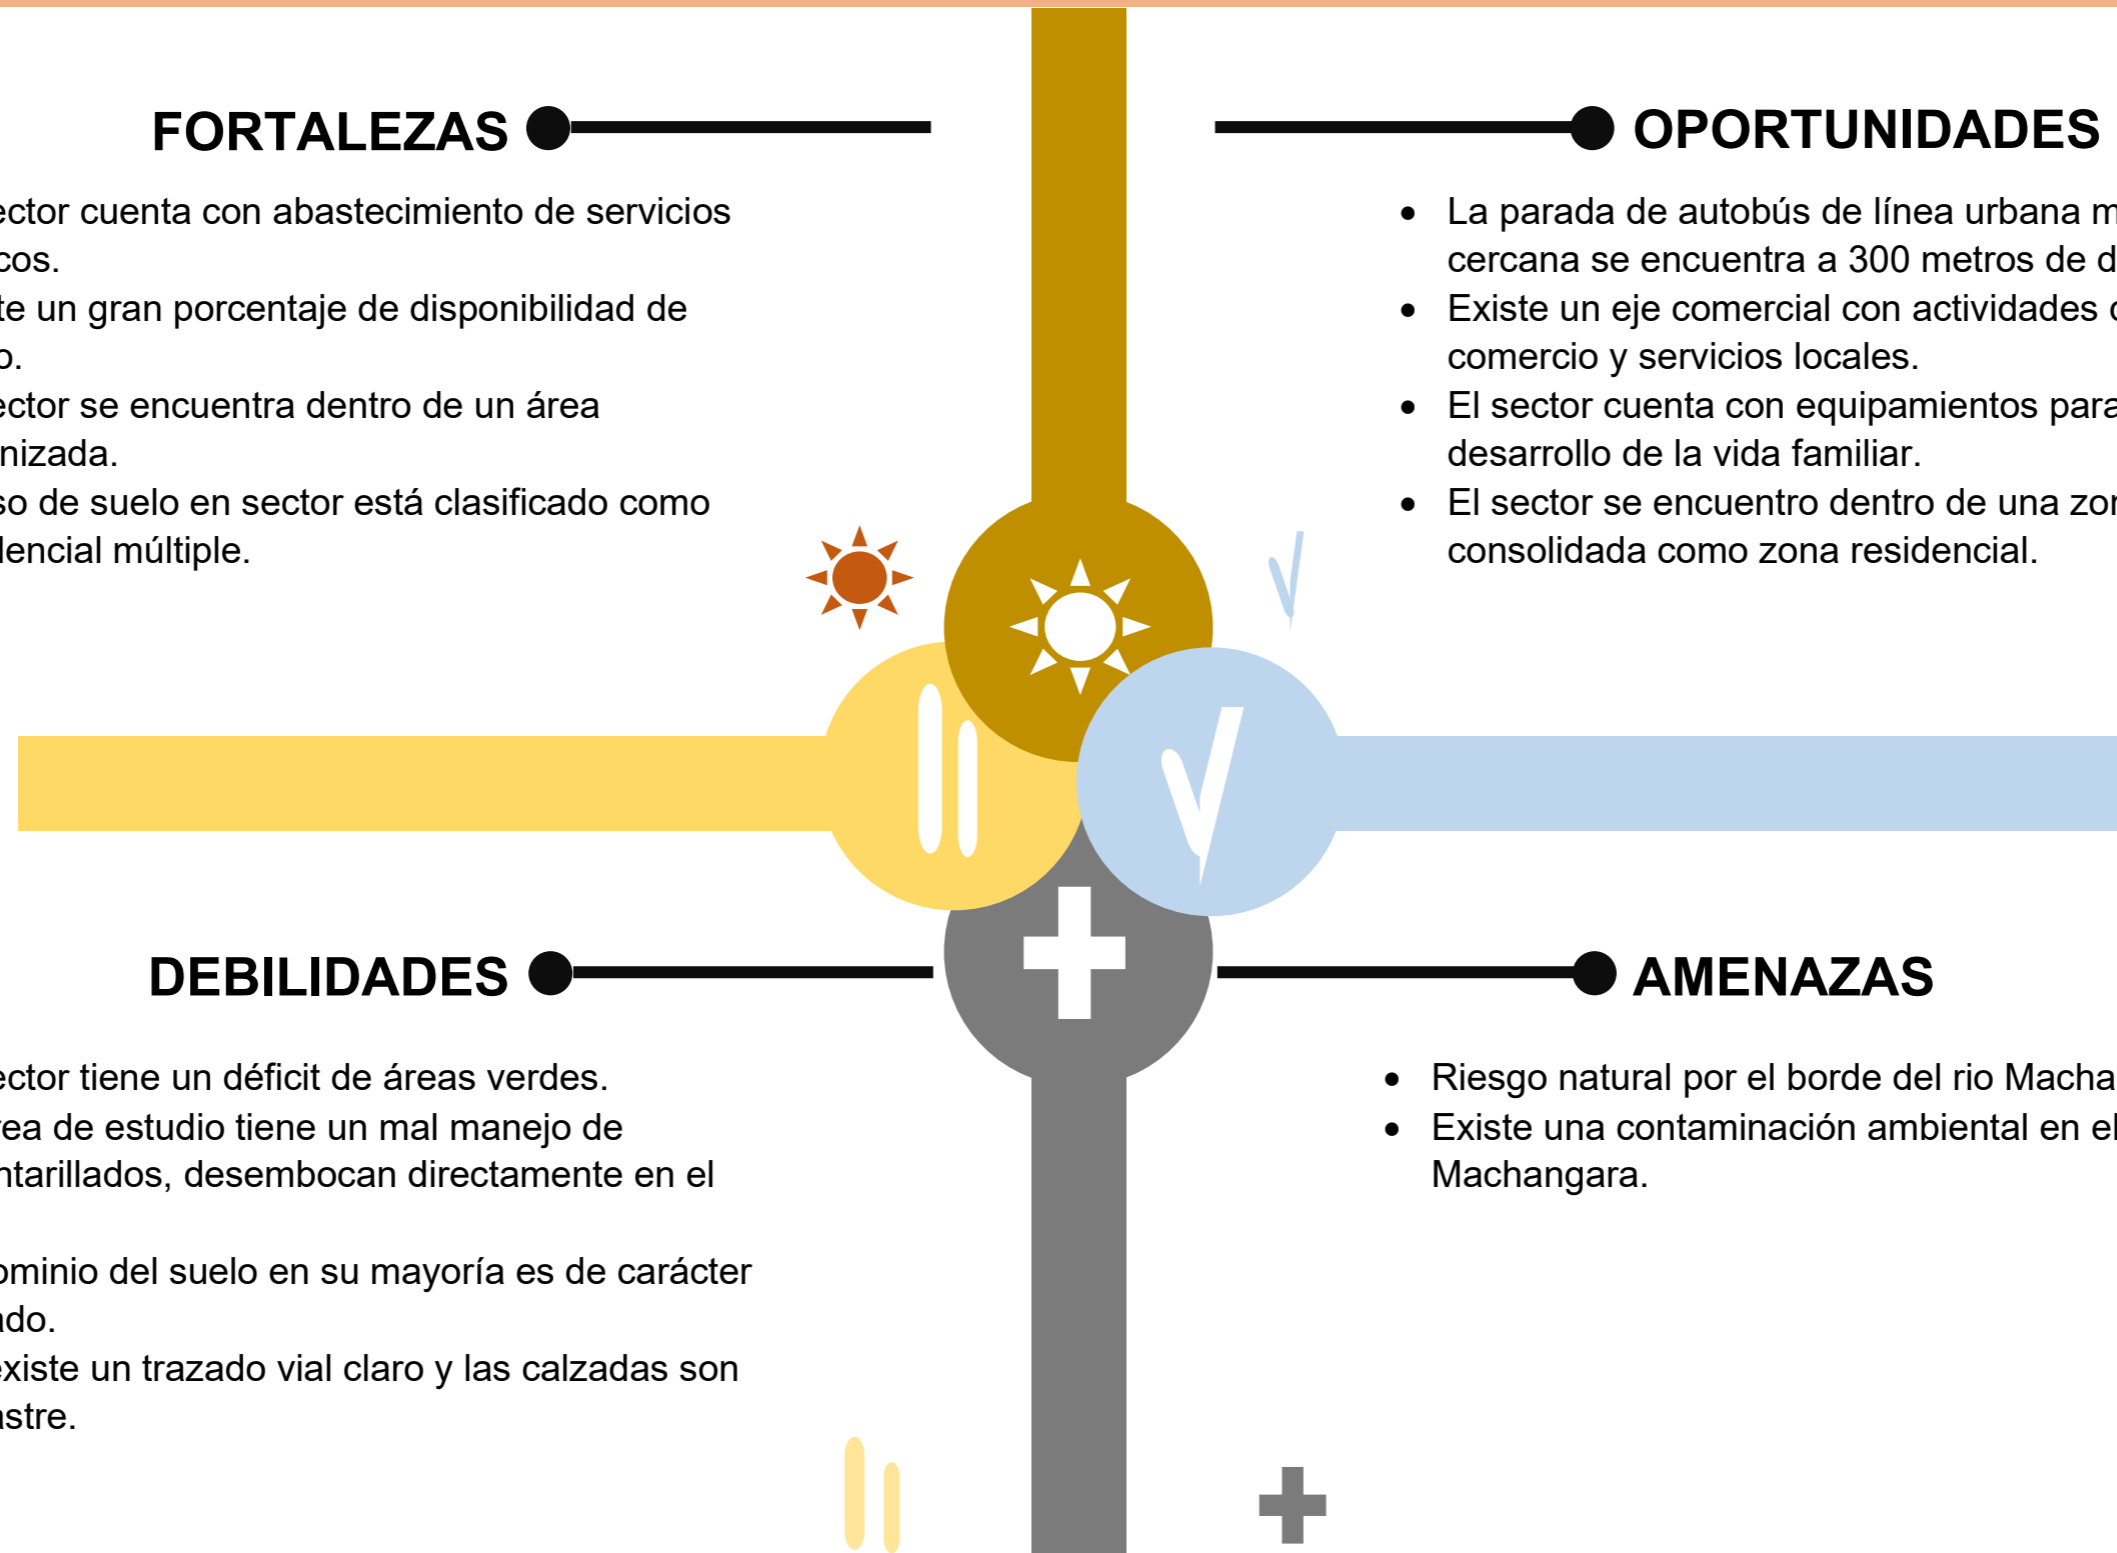 FORTALEZAS
ector cuenta con abastecimiento de servicios
cos.
te un gran porcentaje de disponibilidad de
o.
ector se encuentra dentro de un área
nizada.
so de suelo en sector está clasificado como
dencial múltiple.
OPORTUNIDADES
La parada de autobús de línea urbana m
cercana se encuentra a 300 metros de d
Existe un eje comercial con actividades
comercio y servicios locales.
El sector cuenta con equipamientos para
desarrollo de la vida familiar.
El sector se encuentro dentro de una zo
consolidada como zona residencial.
DEBILIDADES
ector tiene un déficit de áreas verdes.
rea de estudio tiene un mal manejo de
ntarillados, desembocan directamente en el
ominio del suelo en su mayoría es de carácter
ado.
existe un trazado vial claro y las calzadas son
astre.
AMENAZAS
Riesgo natural por el borde del rio Macha
Existe una contaminación ambiental en el
Machangara.